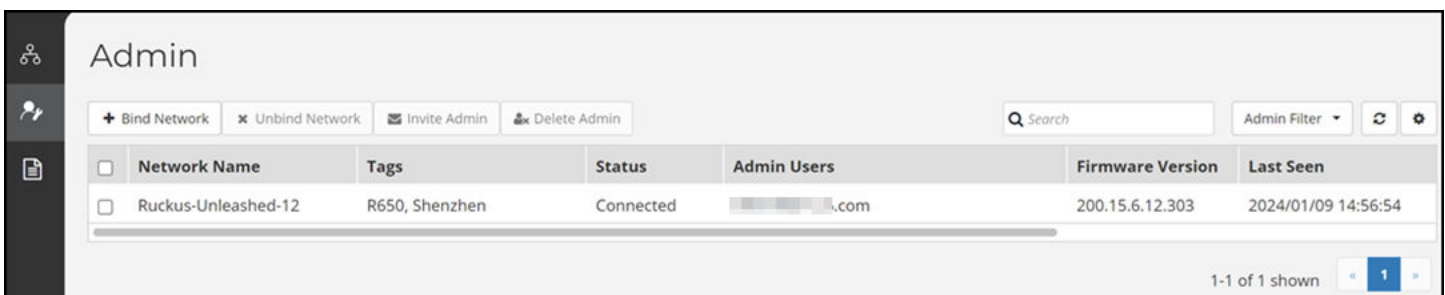 Admin
Bind Network Unbind Network Invite Admin Delete Admin Search Admin Filter
Network Name Tags Status Admin Users Firmware Version Last Seen
Ruckus-Unleashed-12 R650, Shenzhen Connected .com 200.15.6.12.303 2024/01/09 14:56:54
1-1 of 1 shown « 1 »